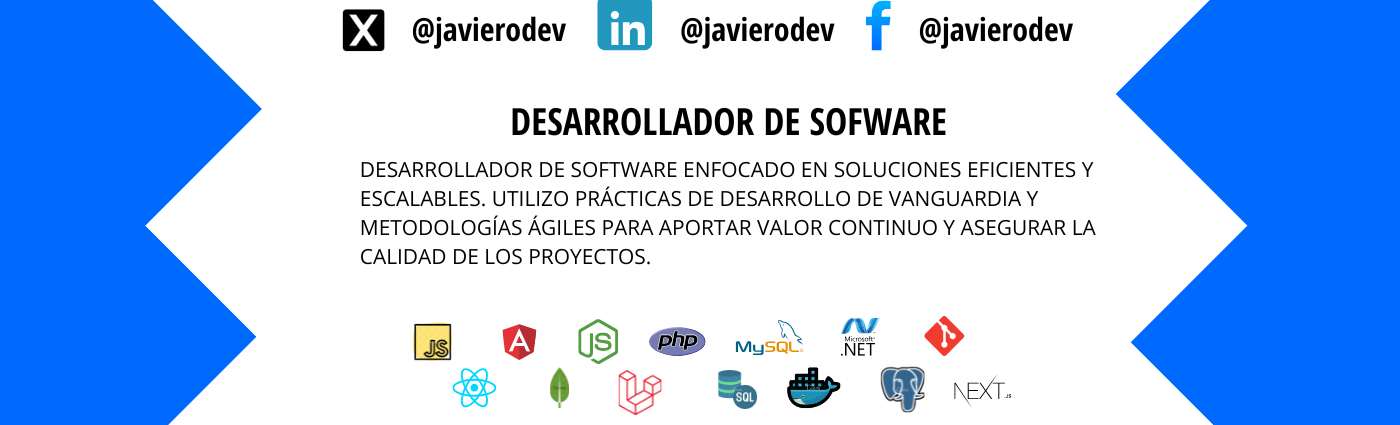 X @javierodev in @javierodev f @javierodev
DESARROLLADOR DE SOFWARE
DESARROLLADOR DE SOFTWARE ENFOCADO EN SOLUCIONES EFICIENTES Y
ESCALABLES. UTILIZO PRÁCTICAS DE DESARROLLO DE VANGUARDIA Y
METODOLOGÍAS ÁGILES PARA APORTAR VALOR CONTINUO Y ASEGURAR LA
CALIDAD DE LOS PROYECTOS.
JS A JS php MySQL Microsoft .NET
SQL NEXT.JS